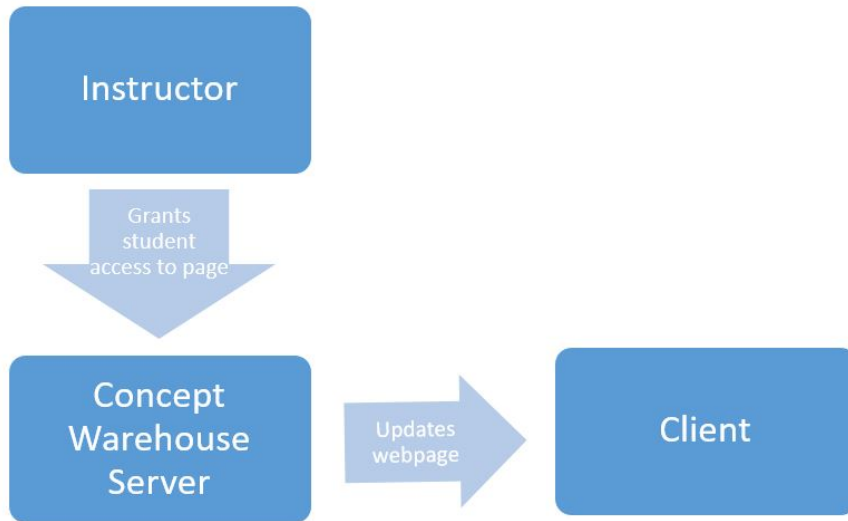 Instructor
Grants
student
access to page
Concept
Warehouse
Server
Updates
webpage
Client